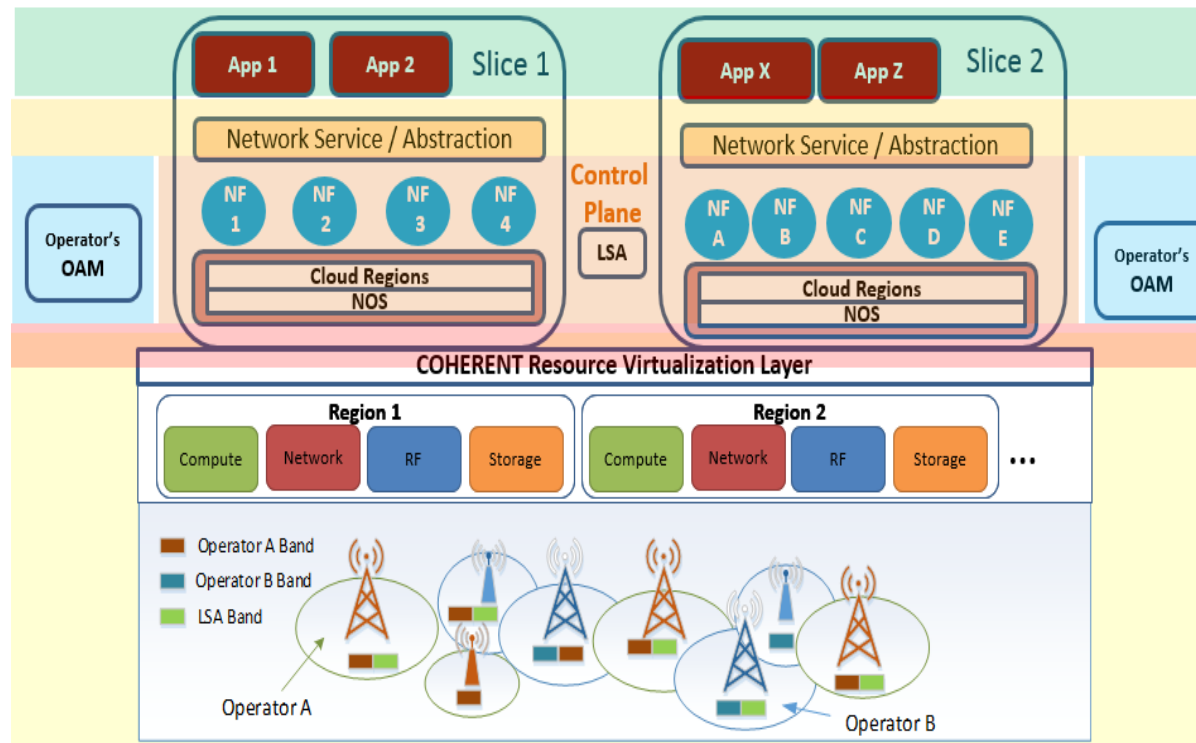 App 1
App 2
Slice 1
App X
App Z
Slice 2
Network Service / Abstraction
Network Service / Abstraction
Control
Plane
LSA
NF
1
NF
2
NF
3
NF
4
NF
A
NF
B
NF
C
NF
D
NF
E
Operator's
OAM
Operator's
OAM
Cloud Regions
NOS
Cloud Regions
NOS
COHERENT Resource Virtualization Layer
Region 1
Region 2
Compute
Network
RF
Storage
Compute
Network
RF
Storage
...
Operator A Band
Operator B Band
LSA Band
Operator A
Operator B